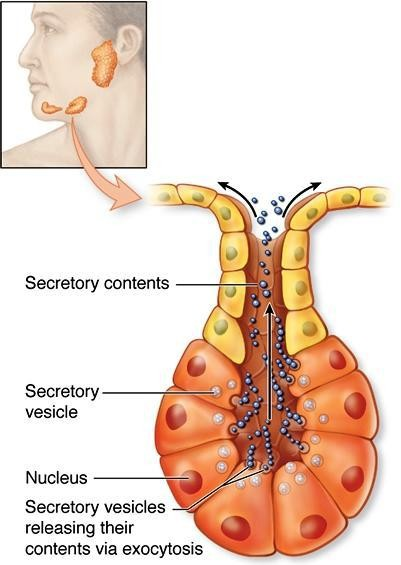 Secretory contents
Secretory
vesicle
Nucleus
Secretory vesicles
releasing their
contents via exocytosis